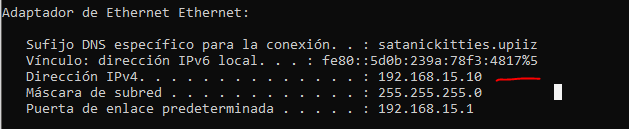 Adaptador de Ethernet Ethernet:
Sufijo DNS específico para la conexión. . : satanickitties.upiiz
Vínculo: dirección IPv6 local. . . : fe80::5d0b:239a:78f3:4817%5
Dirección IPv4. . . . . . . . . . . . . . : 192.168.15.10
Máscara de subred . . . . . . . . . . . . : 255.255.255.0
Puerta de enlace predeterminada . . . . . : 192.168.15.1